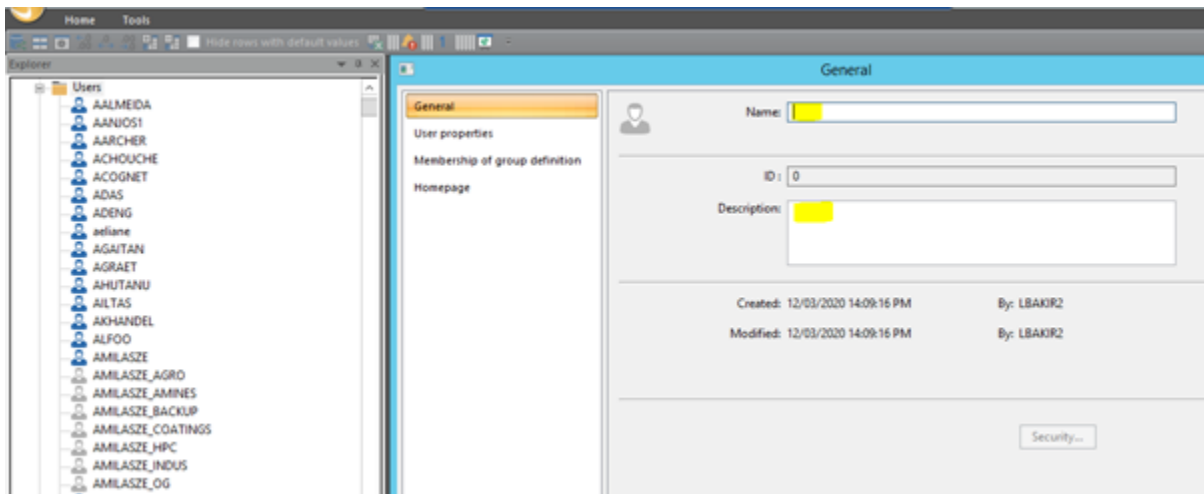 Home Tools
Hide rows with default values
Explorer
General
Users
AALMEIDA
AANJOS1
AARCHER
ACHOUCHE
ACOGNET
ADAS
ADENG
aeliane
AGAITAN
AGRAET
AHUTANU
AILTAS
AKHANDEL
ALFOO
AMILASZE
AMILASZE_AGRO
AMILASZE_AMINES
AMILASZE_BACKUP
AMILASZE_COATINGS
AMILASZE_HPC
AMILASZE_INDUS
AMILASZE_OG
General
User properties
Membership of group definition
Homepage
Name:
ID : 0
Description:
Created: 12/03/2020 14:09:16 PM By: LBAKIR2
Modified: 12/03/2020 14:09:16 PM By: LBAKIR2
Security...